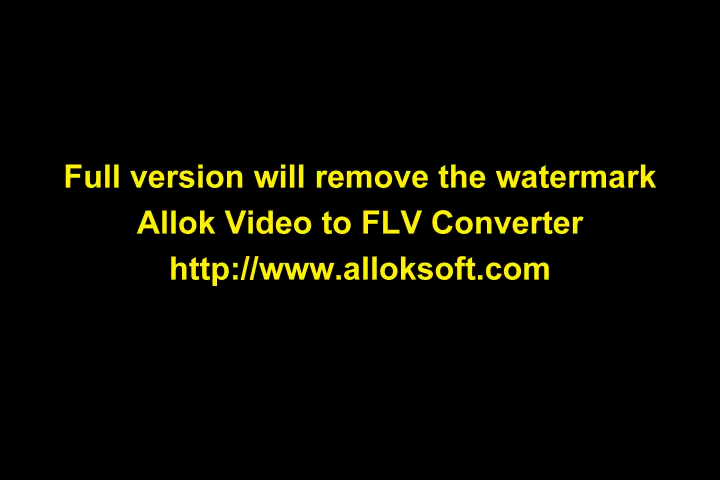 Full version will remove the watermark
Allok Video to FLV Converter
http://www.alloksoft.com